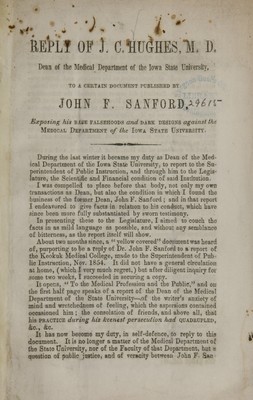 REPLY OF J. C. HUGHES, M. D.
Dean of the Medical Department of the Iowa State University,
TO A CERTAIN DOCUMENT PUBLISHED BY
JOHN F. SANFORD,
29615
Exposing his BASE FALSEHOODS and DARK DESIGNS against the
MEDICAL DEPARTMENT of the IOWA STATE UNIVERSITY.
During the last winter it became my duty as Dean of the Med-
ical Department of the Iowa State University, to report to the Su-
perintendent of Public Instruction, and through him to the Legis-
lature, the Scientific and Financial condition of said Institution.
I was compelled to place before that body, not only my own
transactions as Dean, but also the condition in which I found the
business of the former Dean, John F. Sanford; and in that report
I endeavored to give facts in relation to his conduct, which have
since been more fully substantiated by sworn testimony.
In presenting these to the Legislature, I aimed to couch the
facts in as mild language as possible, and without any semblance
of bitterness, as the report itself will show.
About two months since, a "yellow covered" document was heard
of, purporting to be a reply of Dr. John F. Sanford to a report of
the Keokuk Medical College, made to the Superintendent of Pub-
lic Instruction, Nov. 1854. It did not have a general circulation
at home, (which I very much regret,) but after diligent inquiry for
some two weeks, I succeeded in securing a copy.
It opens, "To the Medical Profession and the Public," and on
the first half page speaks of a report of the Dean of the Medical
Department of the State University—of the writer's anxiety of
mind and wretchedness of feeling, which the aspersions contained
occasioned him; the consolation of friends, and above all, that
his PRACTICE during his keenest persecution had QUADRUPLED,
&c., &c.
It has now become my duty, in self-defence, to reply to this
document. It is no longer a matter of the Medical Department of
the State University, nor of the Faculty of that Department, but a
question of public justice, and of veracity between John F. San